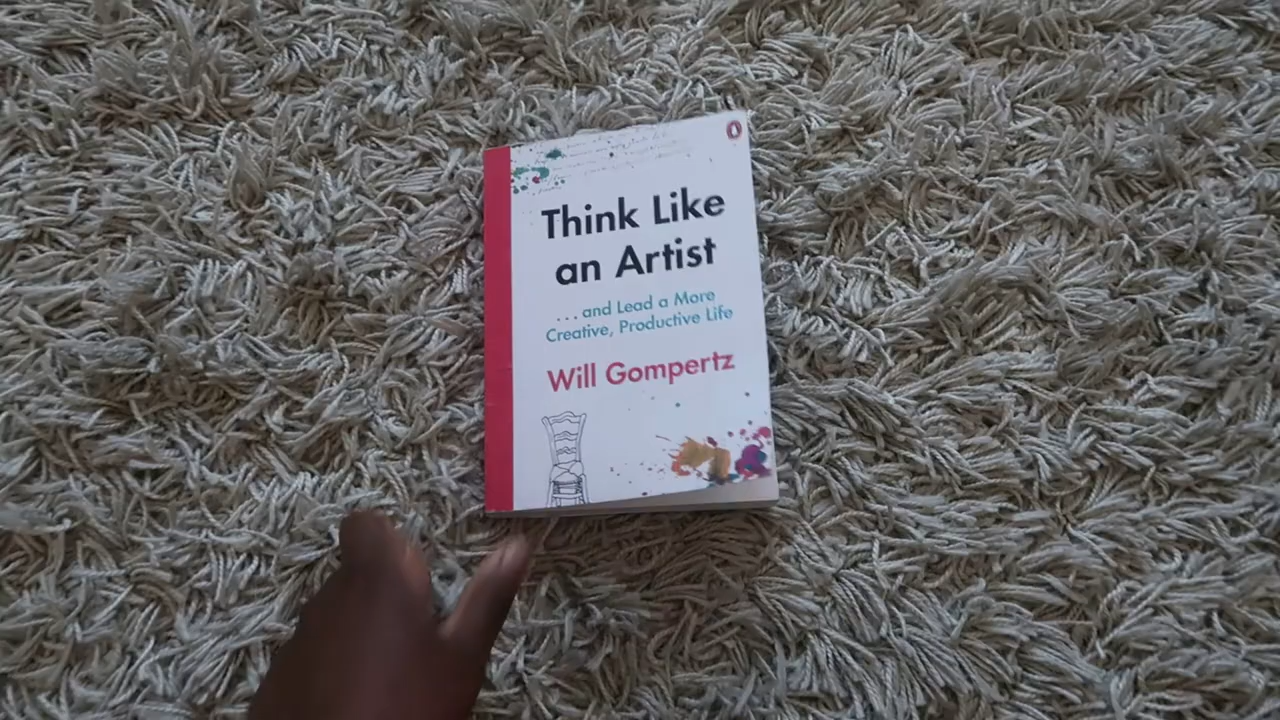 Think Like
an Artist
...and Lead a More
Creative, Productive Life
Will Gompertz